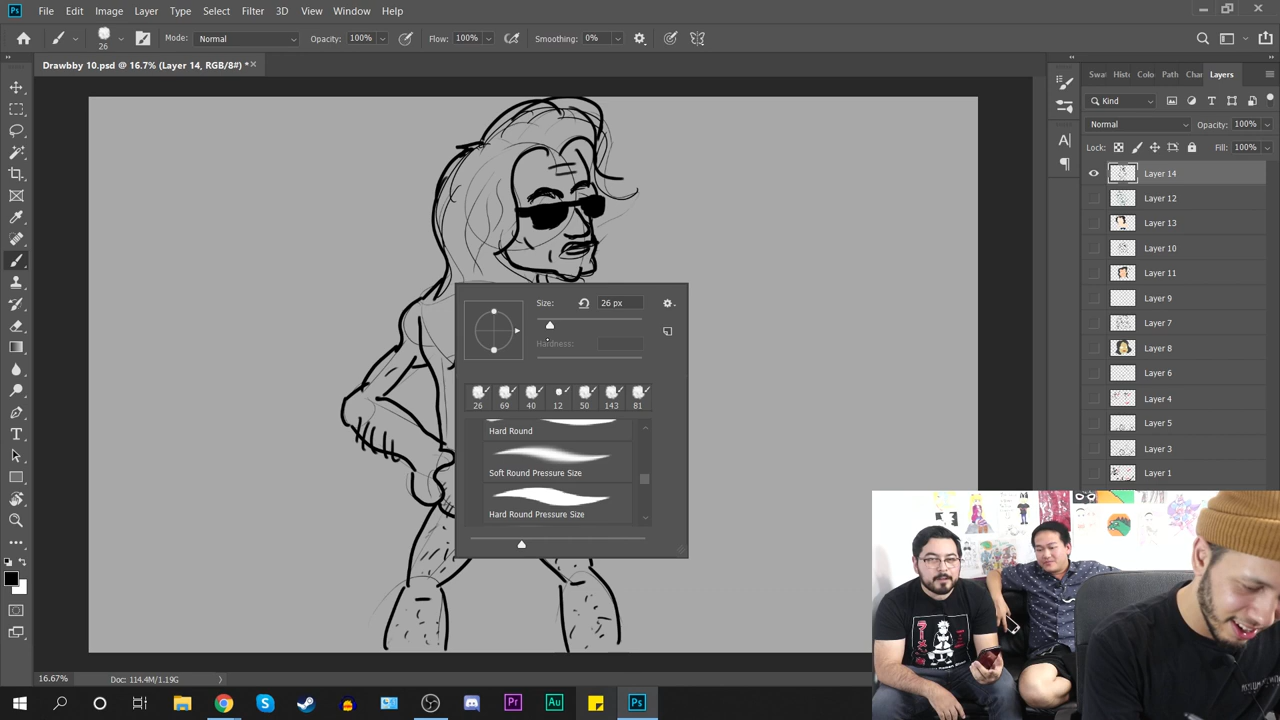 Ps File Edit Image Layer Type Select Filter 3D View Window Help
26 Mode: Normal Opacity: 100% Flow: 100% Smoothing: 0%
Drawbby 10.psd @ 16.7% (Layer 14, RGB/8#) *
Swa Hist Colo Path Char Layers
Kind
Normal Opacity: 100%
Lock: Fill: 100%
Layer 14
Layer 12
Layer 13
Layer 10
Layer 11
Layer 9
Layer 7
Layer 8
Layer 6
Layer 4
Layer 5
Layer 3
Layer 1
Size: 26 px
Hardness:
26 69 40 12 50 143 81
Hard Round
Soft Round Pressure Size
Hard Round Pressure Size
16.67% Doc: 114.4M/1.19G
Pr Au Ps